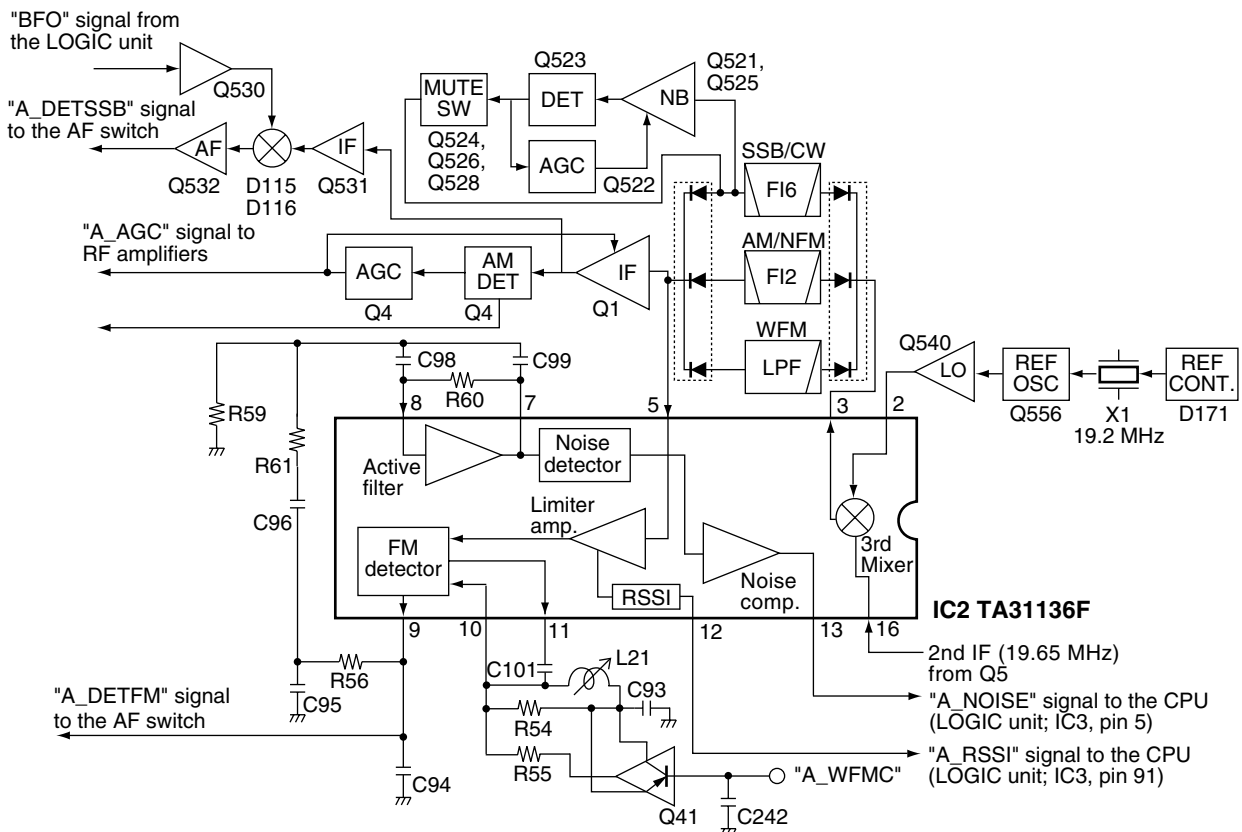 "BFO" signal from
the LOGIC unit
Q530
"A_DETSSB" signal
to the AF switch
AF
Q532
D115
D116
IF
Q531
MUTE
SW
Q524,
Q526,
Q528
Q523
DET
AGC
Q522
NB
Q521,
Q525
SSB/CW
FI6
AM/NFM
FI2
WFM
LPF
"A_AGC" signal to
RF amplifiers
AGC
Q4
AM
DET
Q4
IF
Q1
Q540
LO
REF
OSC
Q556
X1
19.2 MHz
REF
CONT.
D171
C98
C99
R60
R59
R61
C96
8
7
5
3
2
Active
filter
Noise
detector
Limiter
amp.
FM
detector
RSSI
Noise
comp.
3rd
Mixer
IC2 TA31136F
9
10
11
12
13
16
2nd IF (19.65 MHz)
from Q5
"A_NOISE" signal to the CPU
(LOGIC unit; IC3, pin 5)
"A_RSSI" signal to the CPU
(LOGIC unit; IC3, pin 91)
R56
C95
"A_DETFM" signal
to the AF switch
C94
C101
L21
C93
R54
R55
Q41
"A_WFMC"
C242